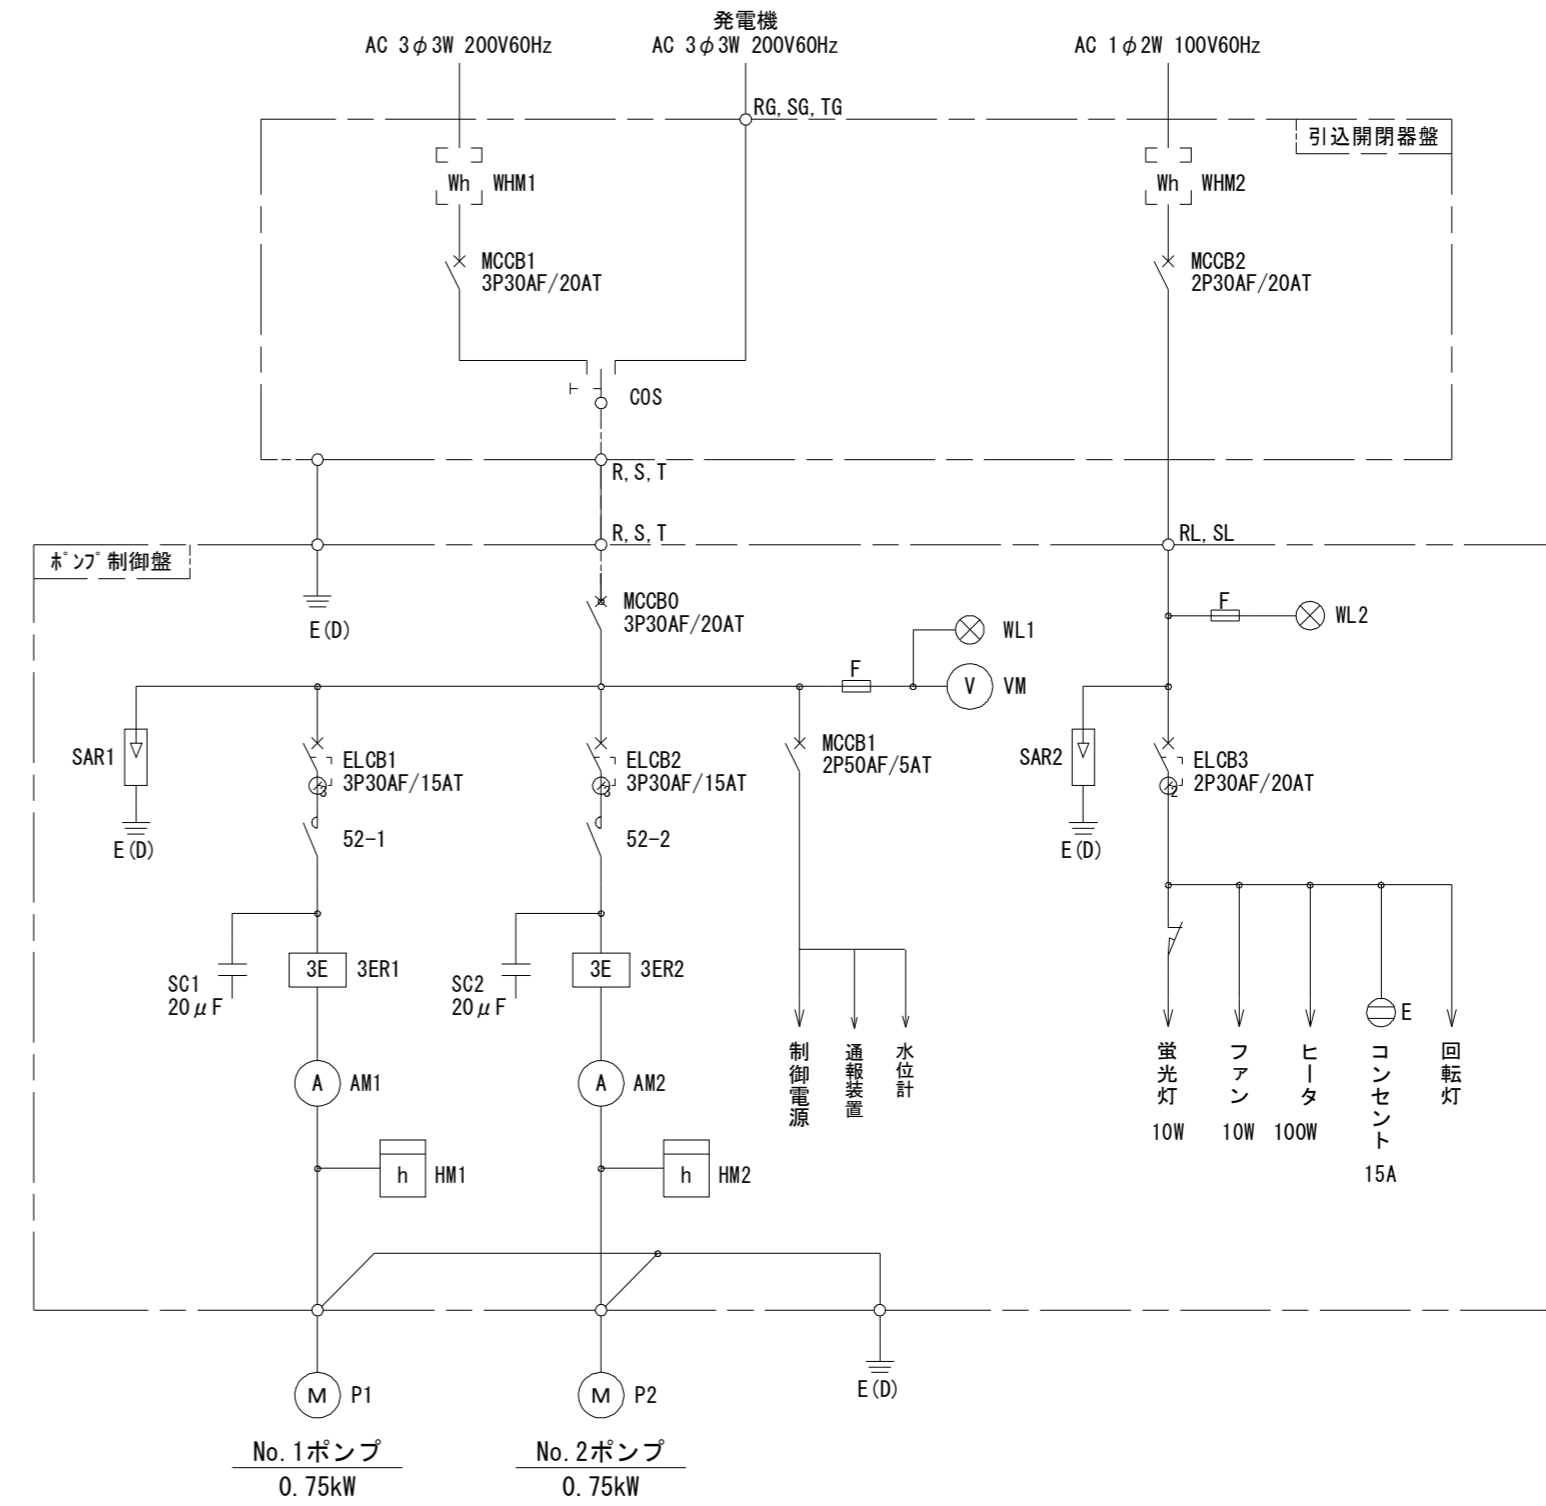 発電機
AC 3φ3W 200V60Hz
AC 3φ3W 200V60Hz
AC 1φ2W 100V60Hz
RG, SG, TG
引込開閉器盤
Wh
WHM1
Wh
WHM2
MCCB1
3P30AF/20AT
MCCB2
2P30AF/20AT
COS
R, S, T
R, S, T
RL, SL
ポンプ制御盤
MCCB0
3P30AF/20AT
E(D)
WL1
F
WL2
F
V
VM
SAR1
E(D)
ELCB1
3P30AF/15AT
3
ELCB2
3P30AF/15AT
3
MCCB1
2P50AF/5AT
SAR2
E(D)
ELCB3
2P30AF/20AT
2
52-1
52-2
SC1
20μF
3E
3ER1
SC2
20μF
3E
3ER2
E
制御電源
通報装置
水位計
蛍光灯
10W
ファン
10W
ヒータ
100W
コンセント
15A
回転灯
A
AM1
A
AM2
h
HM1
h
HM2
E(D)
M
P1
M
P2
No.1ポンプ
0.75kW
No.2ポンプ
0.75kW